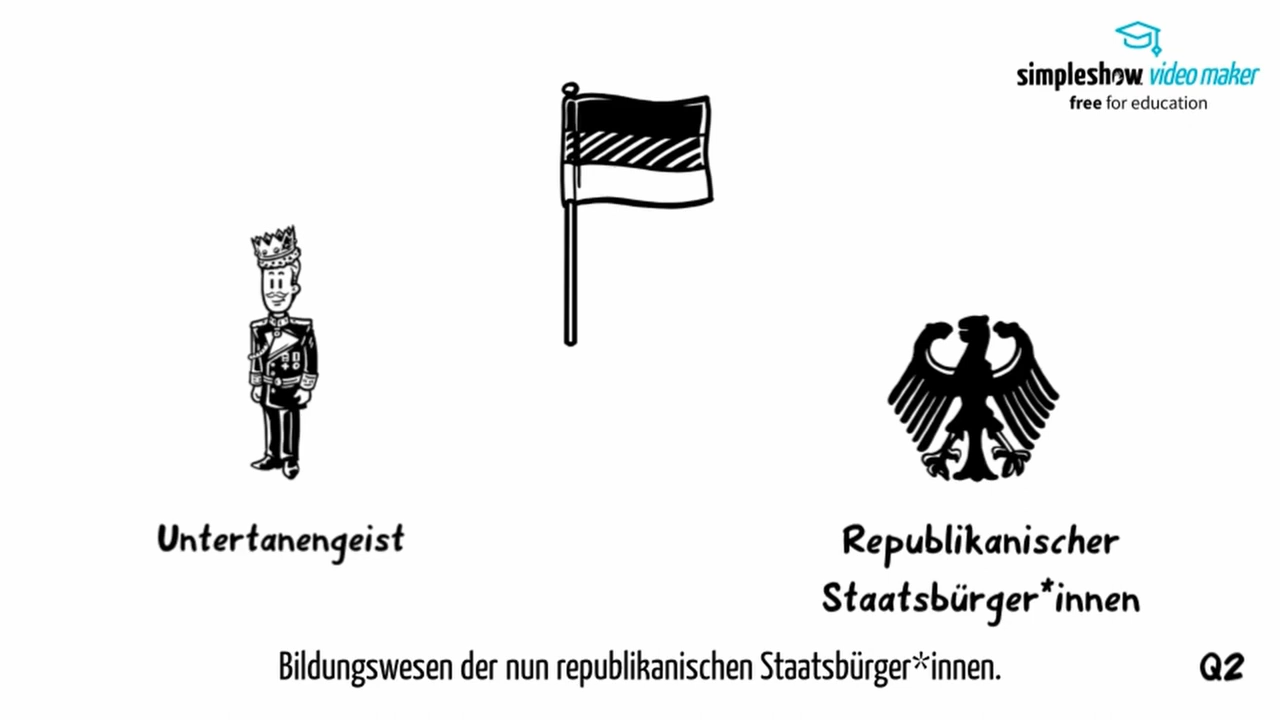 simpleshow video maker
free for education
Untertanengeist
Republikanischer
Staatsbürger*innen
Bildungswesen der nun republikanischen Staatsbürger*innen.
Q2